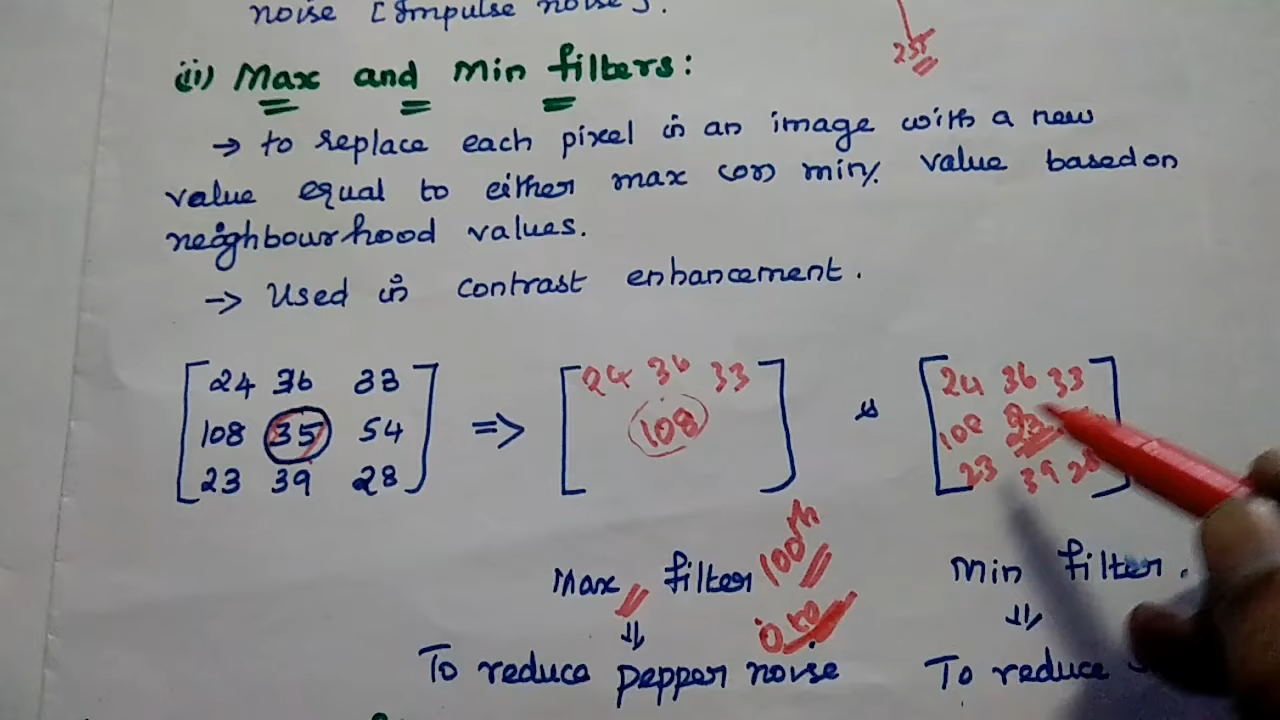 noise [Impulse noise].
255
(ii) Max and Min filters:
→ to replace each pixel in an image with a new
value equal to either max (or) min/. value based on
neighbourhood values.
→ Used in contrast enhancement.
24 36 33
108 35 54
23 39 28
⇒
24 36 33
108
&
24 36 33
108 23
23 39 28
Max filter 100th
Min filter.
⇓
0th
⇓
To reduce pepper noise
To reduce